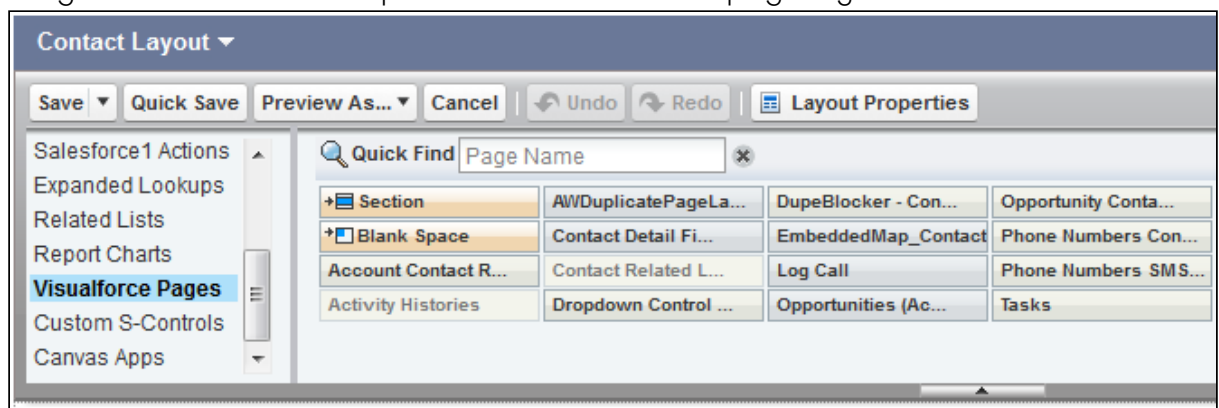 Contact Layout
Save Quick Save Preview As... Cancel Undo Redo Layout Properties
Salesforce1 Actions
Expanded Lookups
Related Lists
Report Charts
Visualforce Pages
Custom S-Controls
Canvas Apps
Quick Find Page Name
Section AWDuplicatePageLa... DupeBlocker - Con... Opportunity Conta...
Blank Space Contact Detail Fi... EmbeddedMap_Contact Phone Numbers Con...
Account Contact R... Contact Related L... Log Call Phone Numbers SMS...
Activity Histories Dropdown Control ... Opportunities (Ac... Tasks